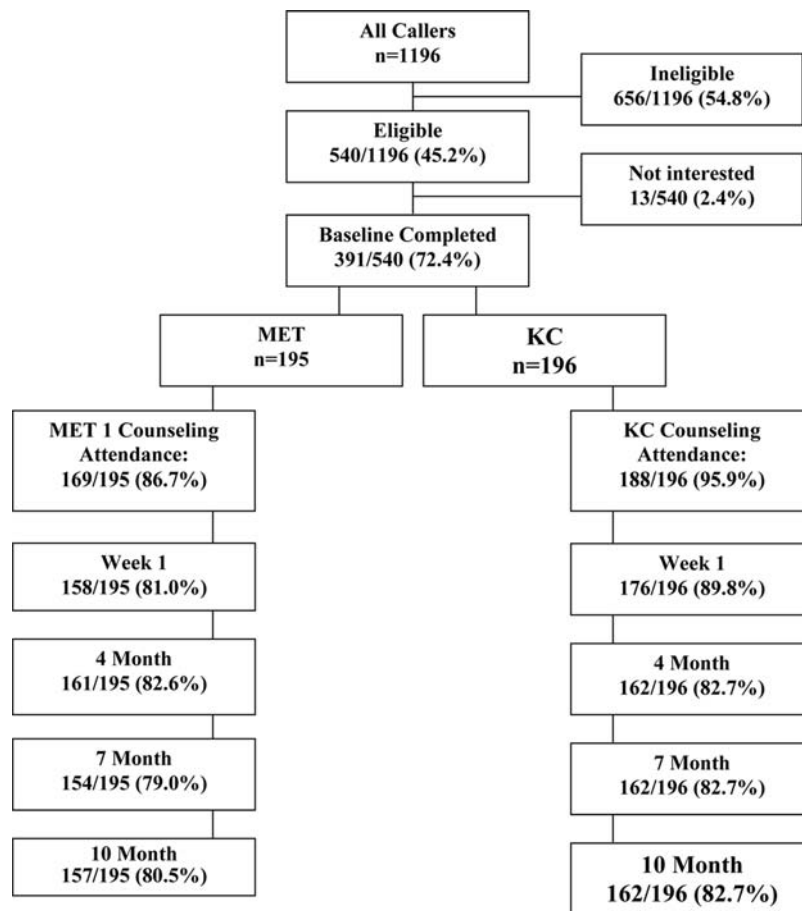 All Callers
n=1196
Ineligible
656/1196 (54.8%)
Eligible
540/1196 (45.2%)
Not interested
13/540 (2.4%)
Baseline Completed
391/540 (72.4%)
MET
n=195
KC
n=196
MET 1 Counseling
Attendance:
169/195 (86.7%)
KC Counseling
Attendance:
188/196 (95.9%)
Week 1
158/195 (81.0%)
Week 1
176/196 (89.8%)
4 Month
161/195 (82.6%)
4 Month
162/196 (82.7%)
7 Month
154/195 (79.0%)
7 Month
162/196 (82.7%)
10 Month
157/195 (80.5%)
10 Month
162/196 (82.7%)